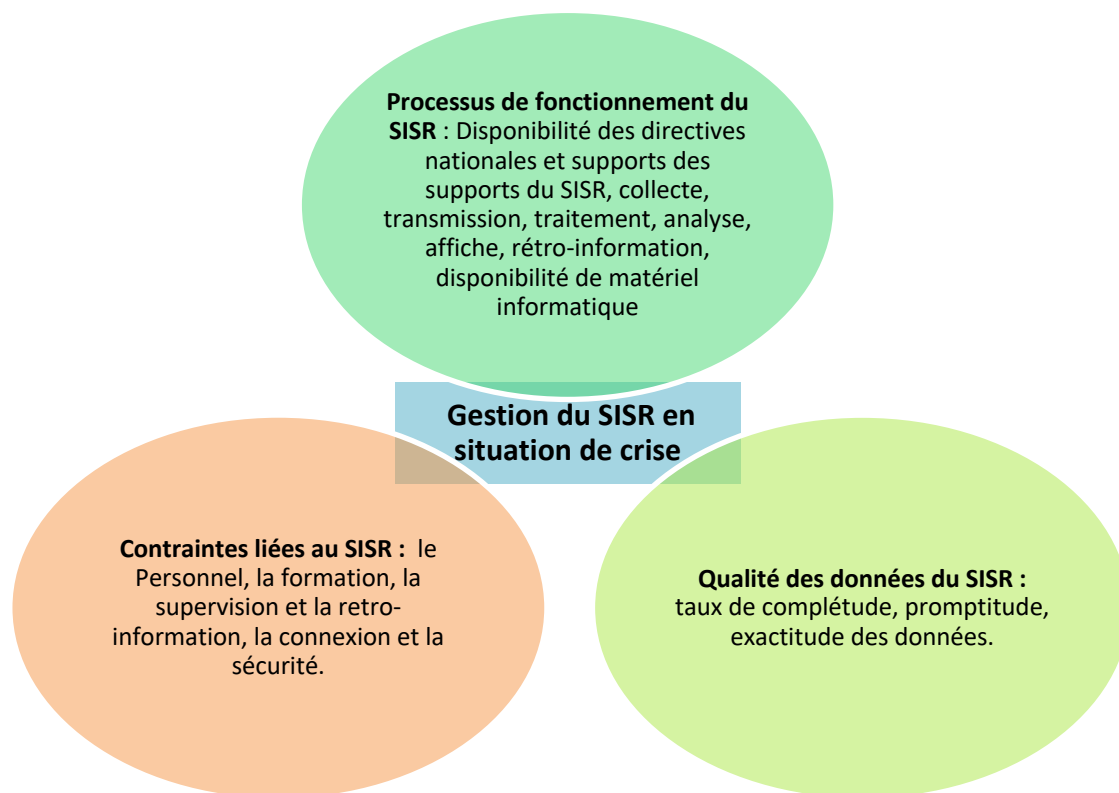 Processus de fonctionnement du
SISR : Disponibilité des directives
nationales et supports des
supports du SISR, collecte,
transmission, traitement, analyse,
affiche, rétro-information,
disponibilité de matériel
informatique
Gestion du SISR en
situation de crise
Contraintes liées au SISR : le
Personnel, la formation, la
supervision et la retro-
information, la connexion et la
sécurité.
Qualité des données du SISR :
taux de complétude, promptitude,
exactitude des données.